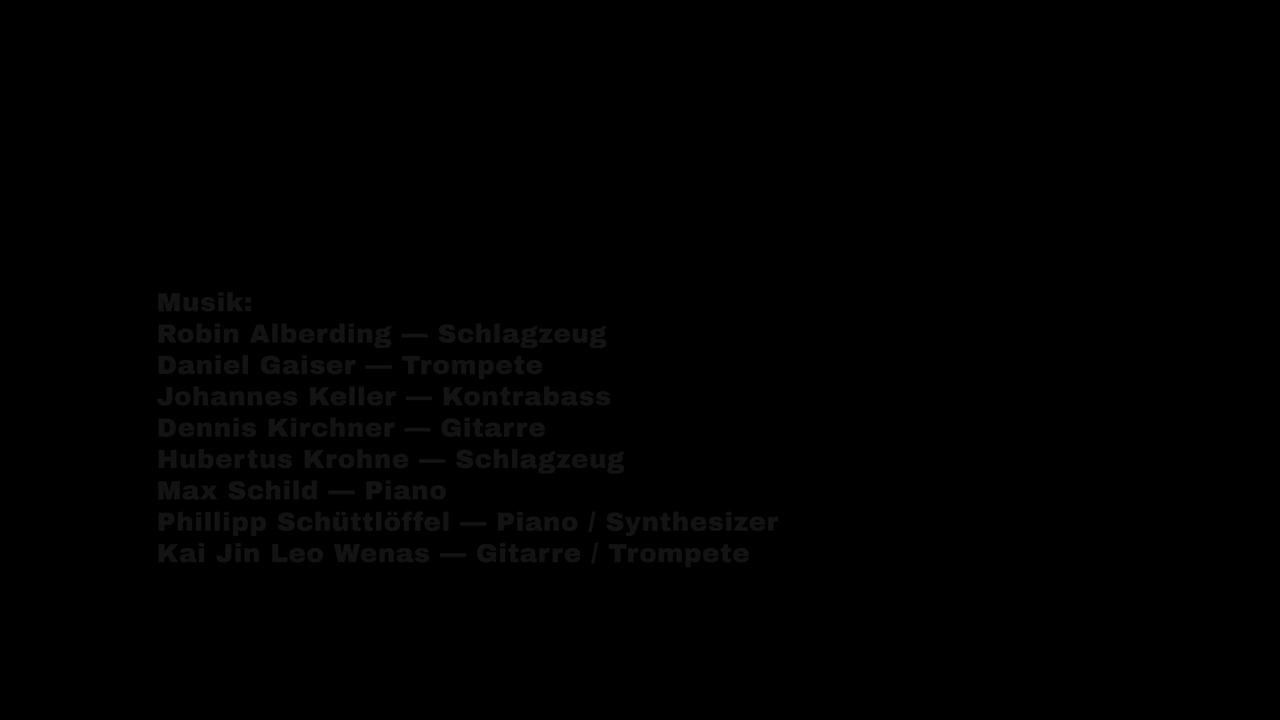 Musik:
Robin Alberding — Schlagzeug
Daniel Gaiser — Trompete
Johannes Keller — Kontrabass
Dennis Kirchner — Gitarre
Hubertus Krohne — Schlagzeug
Max Schild — Piano
Phillipp Schüttlöffel — Piano / Synthesizer
Kai Jin Leo Wenas — Gitarre / Trompete